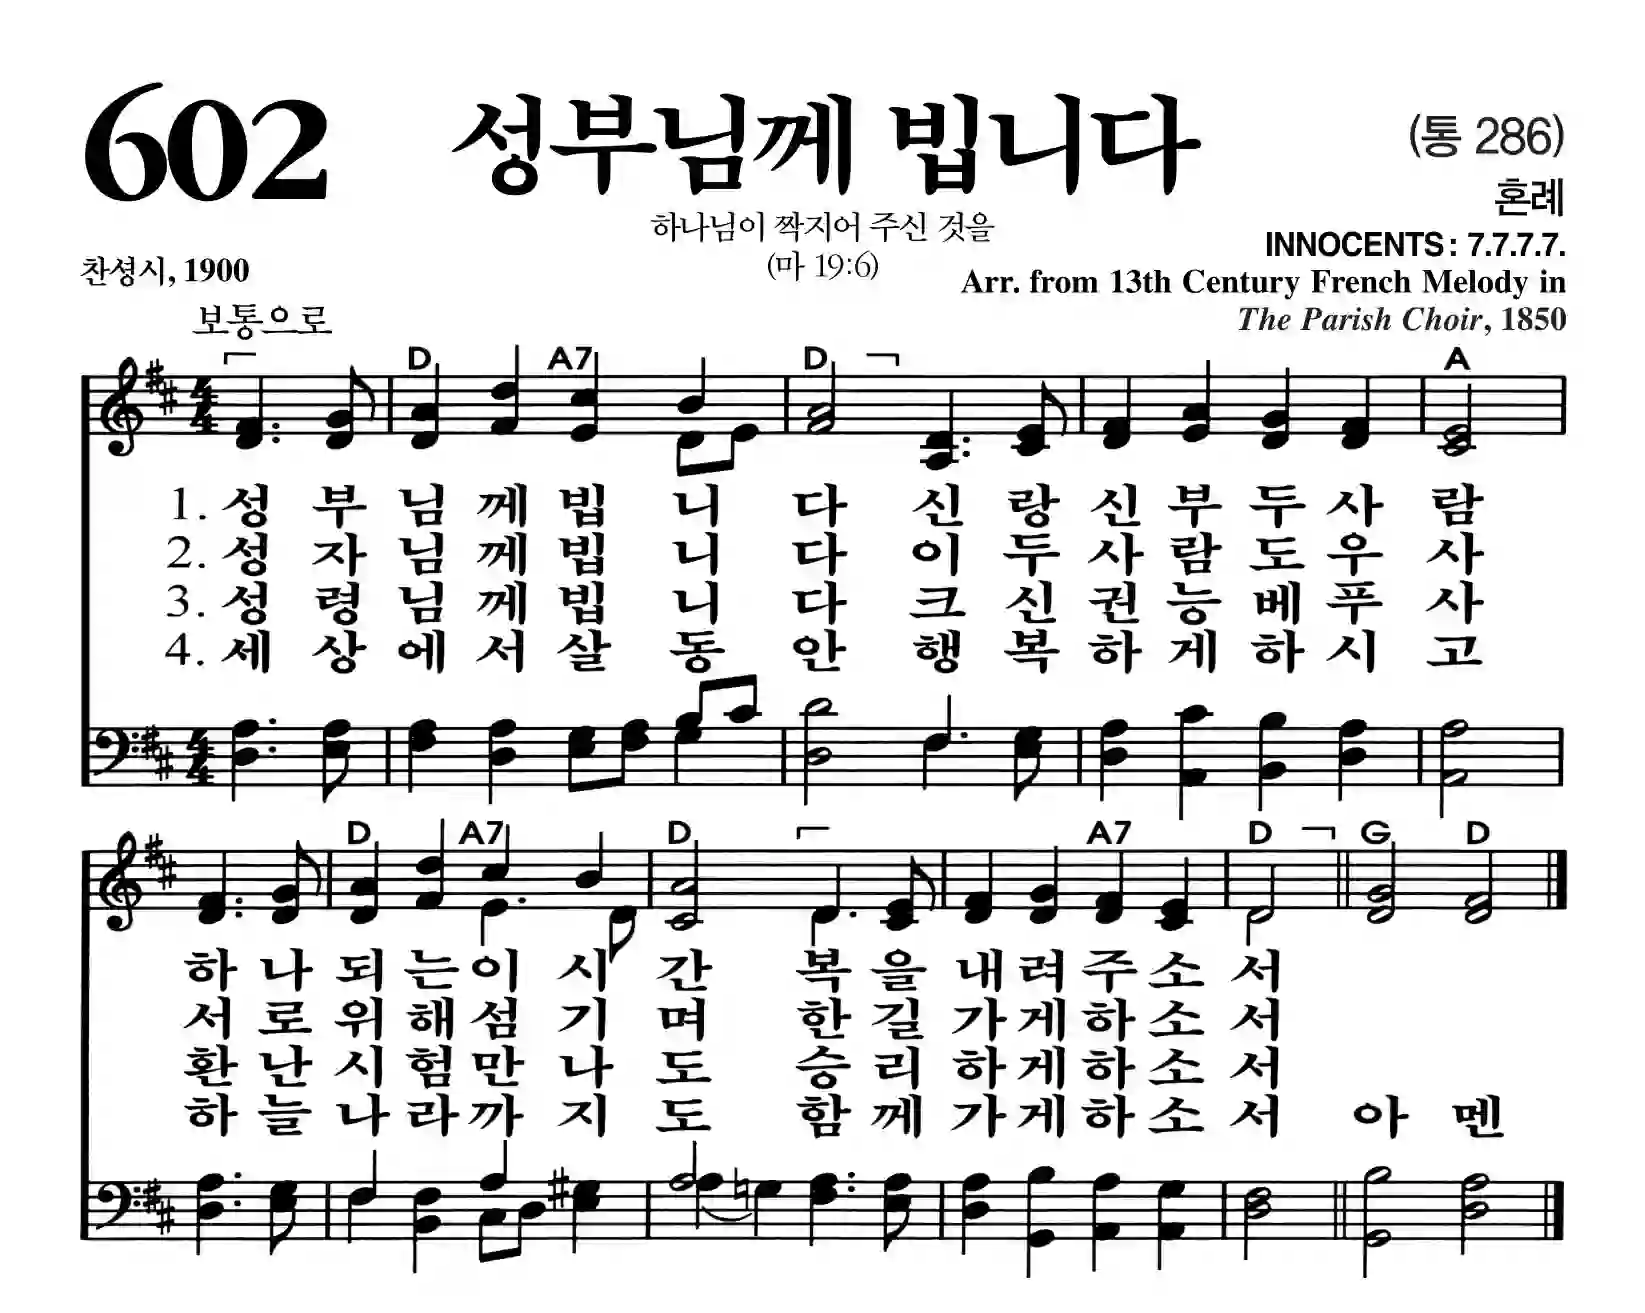 602 성부님께 빕니다 (통 286)
혼례
하나님이 짝지어 주신 것을
(마 19:6)
INNOCENTS: 7.7.7.7.
찬셩시, 1900
Arr. from 13th Century French Melody in
The Parish Choir, 1850
보통으로
D A7 D A
1. 성 부 님 께 빕 니 다 신 랑 신 부 두 사 람
2. 성 자 님 께 빕 니 다 이 두 사 람 도 우 사
3. 성 령 님 께 빕 니 다 크 신 권 능 베 푸 사
4. 세 상 에 서 살 동 안 행 복 하 게 하 시 고
D A7 D A7 D G D
하 나 되 는 이 시 간 복 을 내 려 주 소 서
서 로 위 해 섬 기 며 한 길 가 게 하 소 서
환 난 시 험 만 나 도 승 리 하 게 하 소 서
하 늘 나 라 까 지 도 함 께 가 게 하 소 서 아 멘